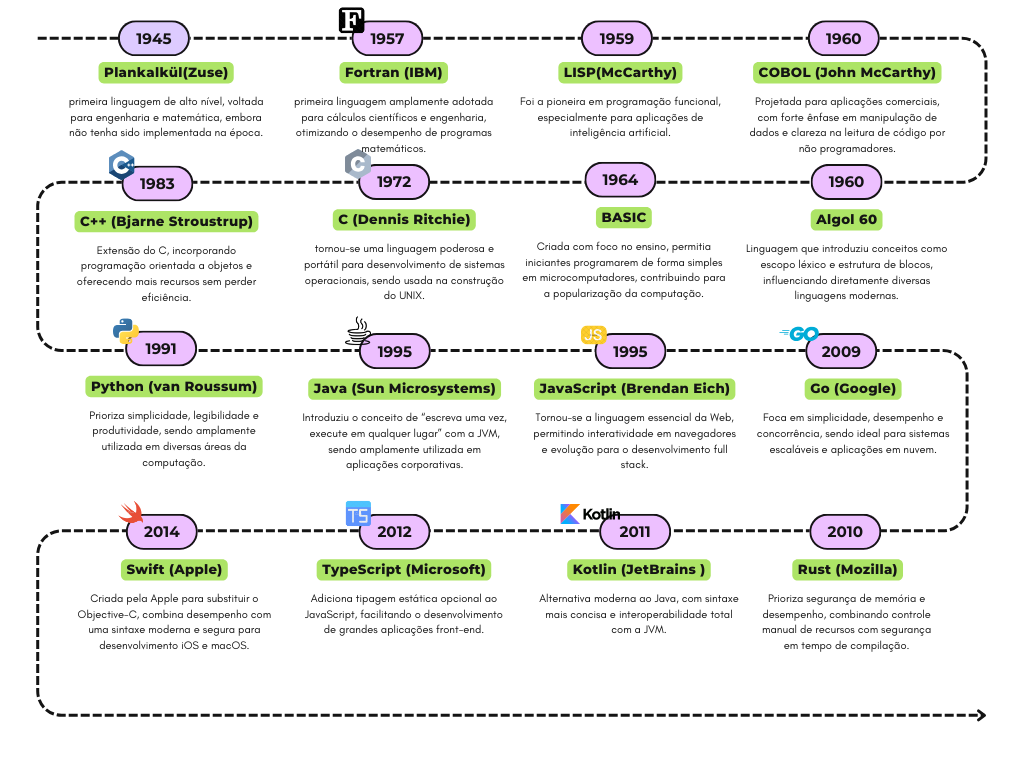 1945
Plankalkül(Zuse)
primeira linguagem de alto nível, voltada
para engenharia e matemática, embora
não tenha sido implementada na época.
F
1957
Fortran (IBM)
primeira linguagem amplamente adotada
para cálculos científicos e engenharia,
otimizando o desempenho de programas
matemáticos.
1959
LISP(McCarthy)
Foi a pioneira em programação funcional,
especialmente para aplicações de
inteligência artificial.
1960
COBOL (John McCarthy)
Projetada para aplicações comerciais,
com forte ênfase em manipulação de
dados e clareza na leitura de código por
não programadores.
1960
Algol 60
Linguagem que introduziu conceitos como
escopo léxico e estrutura de blocos,
influenciando diretamente diversas
linguagens modernas.
1964
BASIC
Criada com foco no ensino, permitia
iniciantes programarem de forma simples
em microcomputadores, contribuindo para
a popularização da computação.
C
1972
C (Dennis Ritchie)
tornou-se uma linguagem poderosa e
portátil para desenvolvimento de sistemas
operacionais, sendo usada na construção
do UNIX.
C++
1983
C++ (Bjarne Stroustrup)
Extensão do C, incorporando
programação orientada a objetos e
oferecendo mais recursos sem perder
eficiência.
1991
Python (van Roussum)
Prioriza simplicidade, legibilidade e
produtividade, sendo amplamente
utilizada em diversas áreas da
computação.
1995
Java (Sun Microsystems)
Introduziu o conceito de “escreva uma vez,
execute em qualquer lugar” com a JVM,
sendo amplamente utilizada em
aplicações corporativas.
JS
1995
JavaScript (Brendan Eich)
Tornou-se a linguagem essencial da Web,
permitindo interatividade em navegadores
e evolução para o desenvolvimento full
stack.
GO
2009
Go (Google)
Foca em simplicidade, desempenho e
concorrência, sendo ideal para sistemas
escaláveis e aplicações em nuvem.
2010
Rust (Mozilla)
Prioriza segurança de memória e
desempenho, combinando controle
manual de recursos com segurança
em tempo de compilação.
Kotlin
2011
Kotlin (JetBrains )
Alternativa moderna ao Java, com sintaxe
mais concisa e interoperabilidade total
com a JVM.
TS
2012
TypeScript (Microsoft)
Adiciona tipagem estática opcional ao
JavaScript, facilitando o desenvolvimento
de grandes aplicações front-end.
2014
Swift (Apple)
Criada pela Apple para substituir o
Objective-C, combina desempenho com
uma sintaxe moderna e segura para
desenvolvimento iOS e macOS.